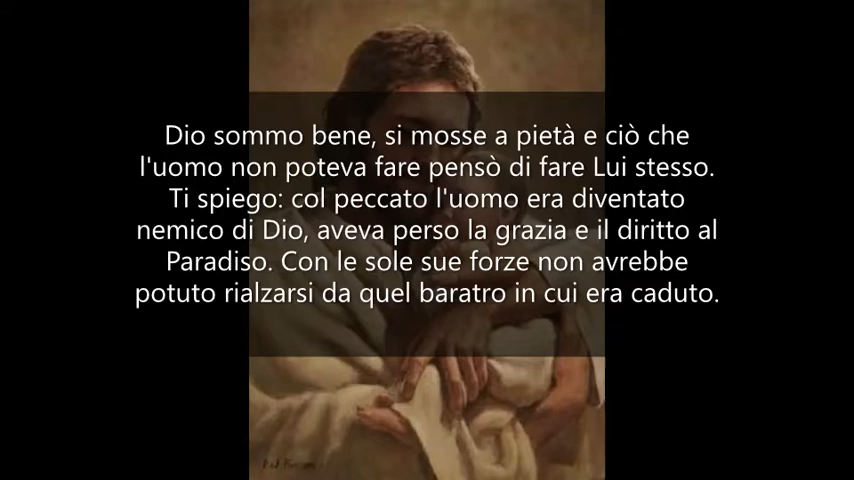 Dio sommo bene, si mosse a pietà e ciò che
l'uomo non poteva fare pensò di fare Lui stesso.
Ti spiego: col peccato l'uomo era diventato
nemico di Dio, aveva perso la grazia e il diritto al
Paradiso. Con le sole sue forze non avrebbe
potuto rialzarsi da quel baratro in cui era caduto.